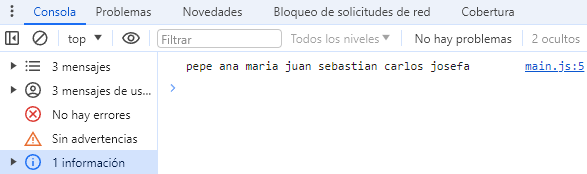 Consola Problemas Novedades Bloqueo de solicitudes de red Cobertura
top Filtrar Todos los niveles No hay problemas 2 ocultos
3 mensajes
3 mensajes de us...
No hay errores
Sin advertencias
1 información
pepe ana maria juan sebastian carlos josefa main.js:5